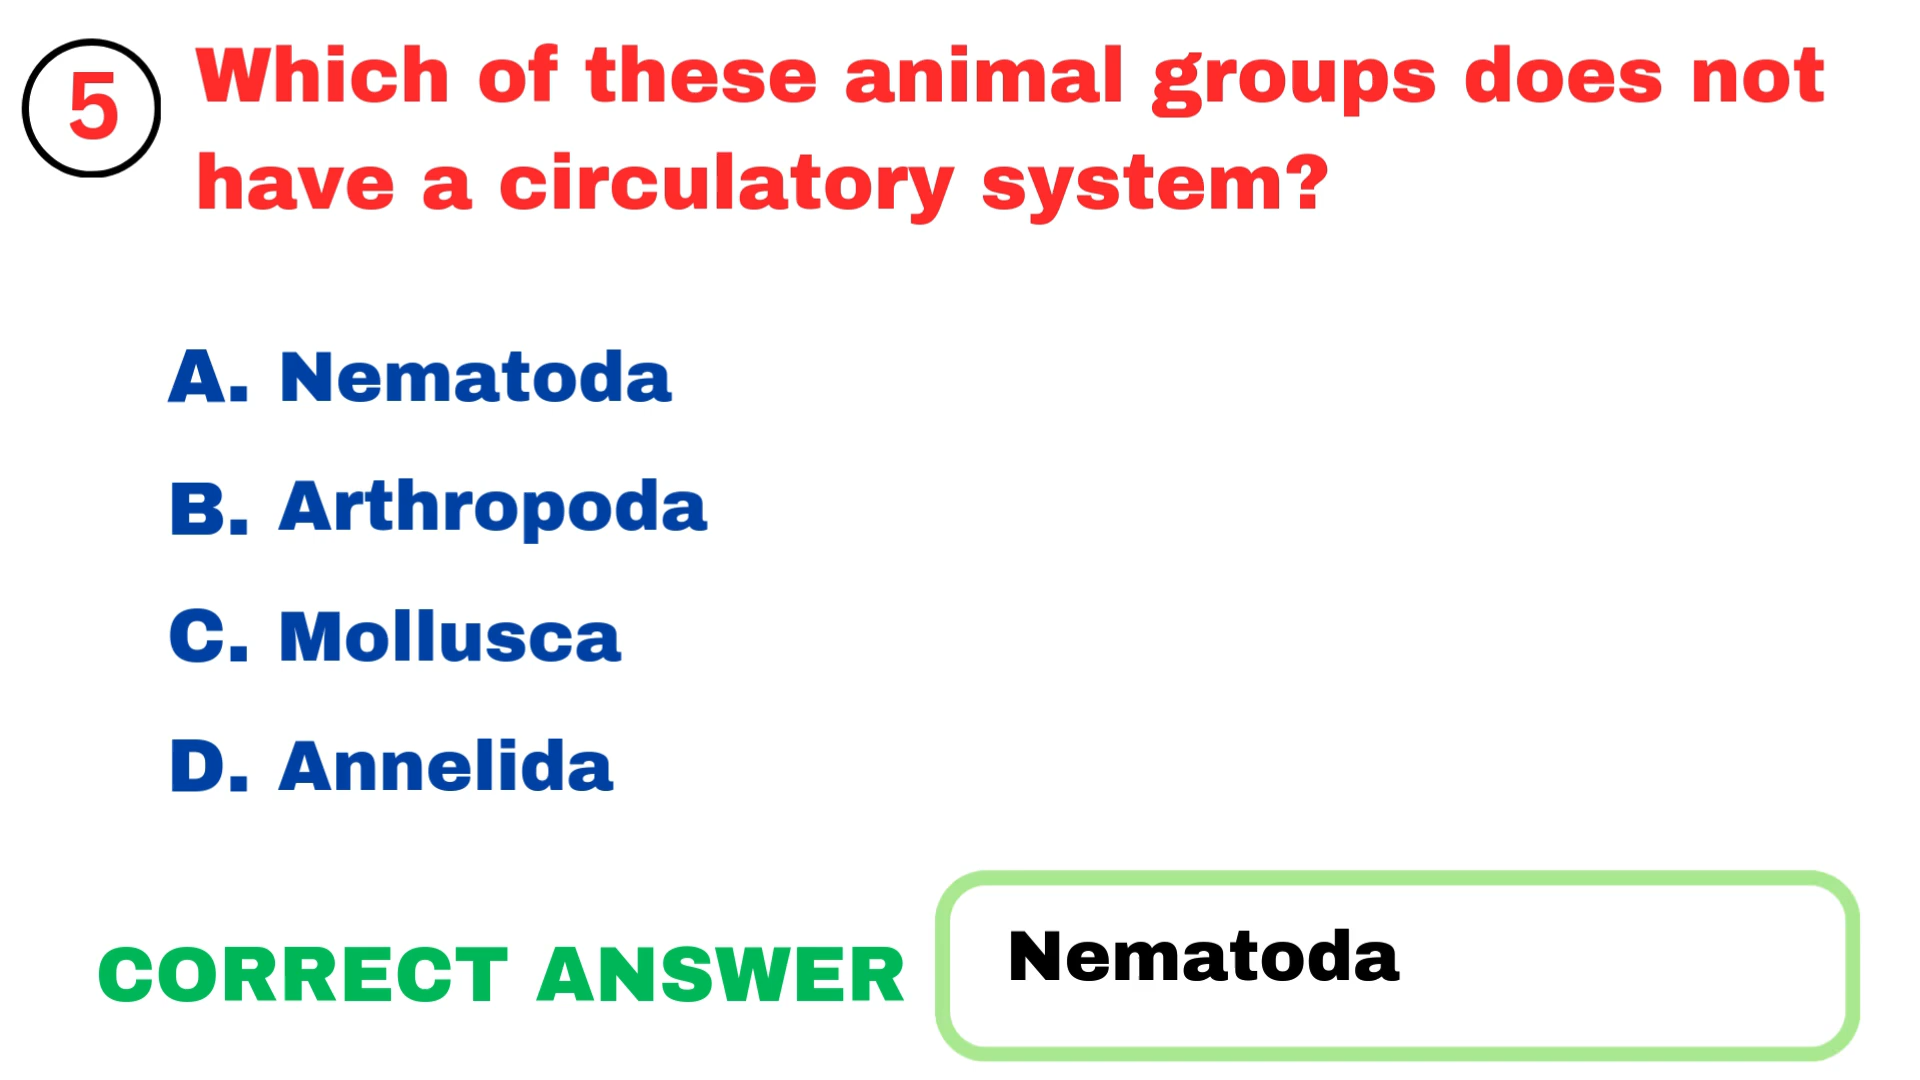 5 Which of these animal groups does not
have a circulatory system?
A. Nematoda
B. Arthropoda
C. Mollusca
D. Annelida
CORRECT ANSWER Nematoda